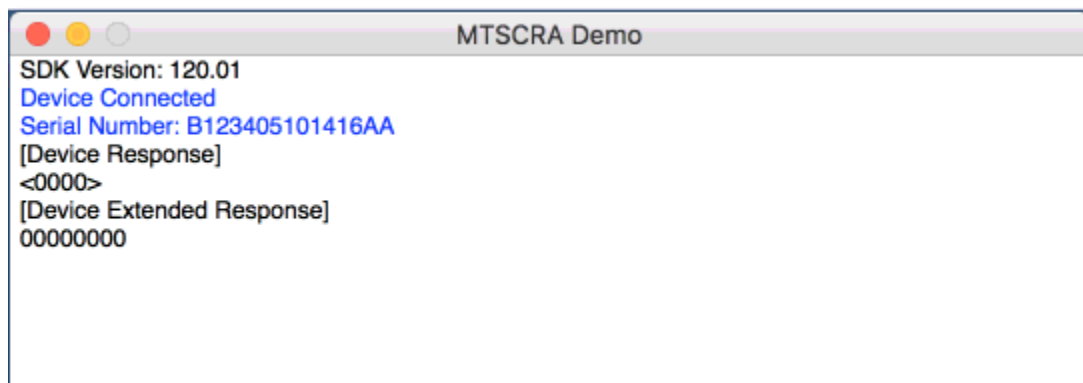 MTSCRA Demo
SDK Version: 120.01
Device Connected
Serial Number: B123405101416AA
[Device Response]
<0000>
[Device Extended Response]
00000000